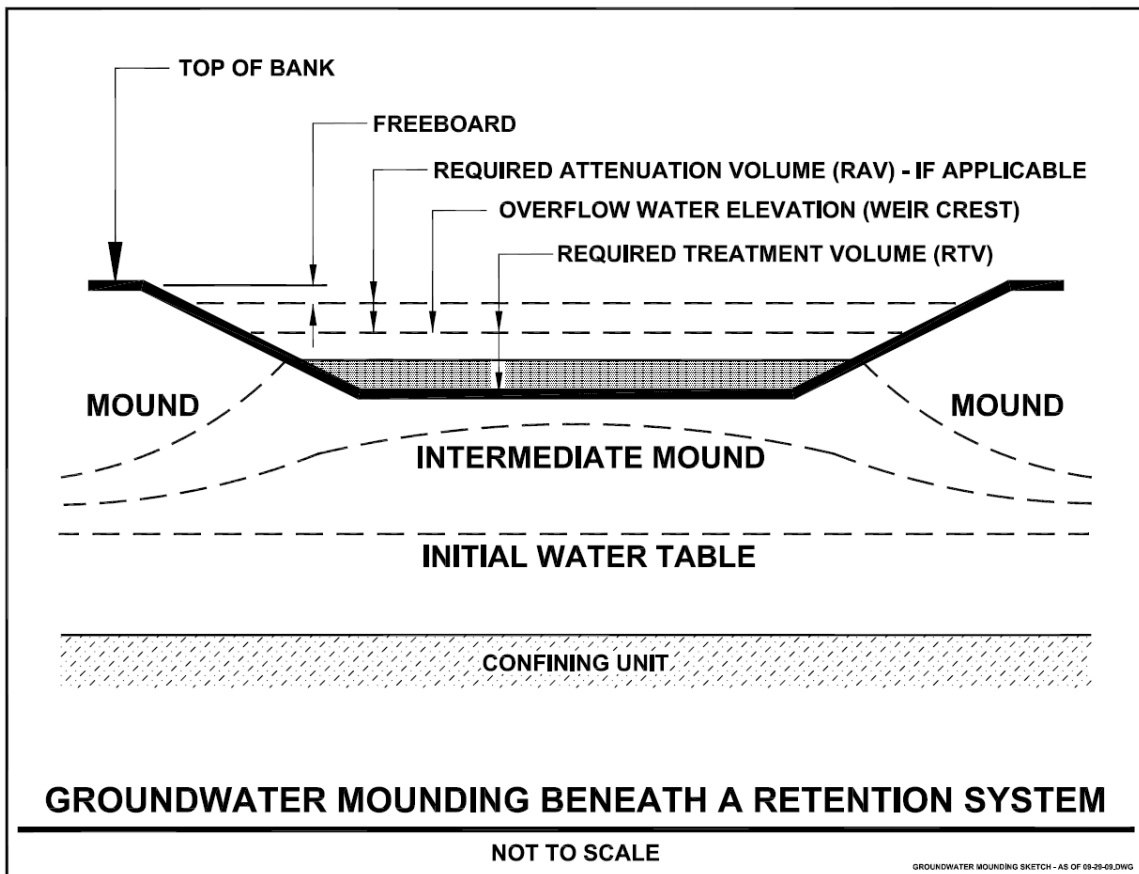 TOP OF BANK
FREEBOARD
REQUIRED ATTENUATION VOLUME (RAV) - IF APPLICABLE
OVERFLOW WATER ELEVATION (WEIR CREST)
REQUIRED TREATMENT VOLUME (RTV)
MOUND
MOUND
INTERMEDIATE MOUND
INITIAL WATER TABLE
CONFINING UNIT
GROUNDWATER MOUNDING BENEATH A RETENTION SYSTEM
NOT TO SCALE
GROUNDWATER MOUNDING SKETCH - AS OF 09-29-09.DWG